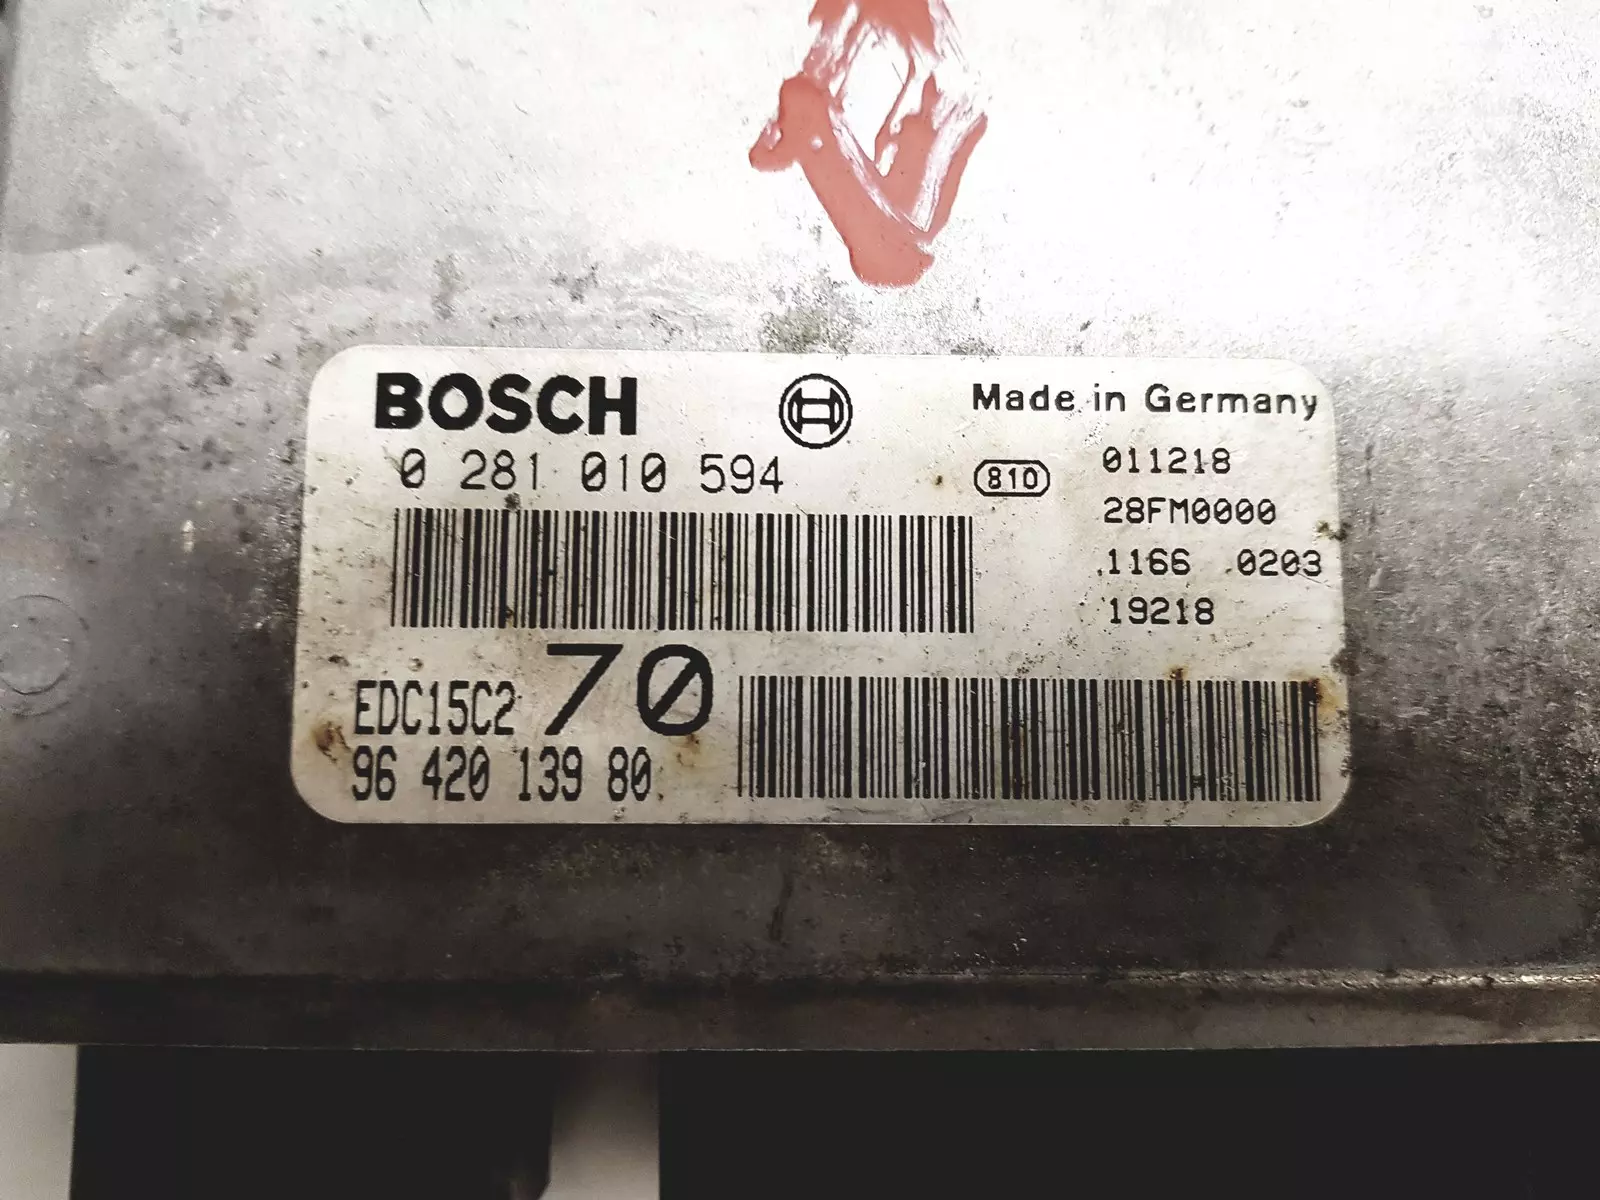 BOSCH
Made in Germany
0 281 010 594
810
011218
28FM0000
1166 0203
19218
EDC15C2 70
96 420 139 80